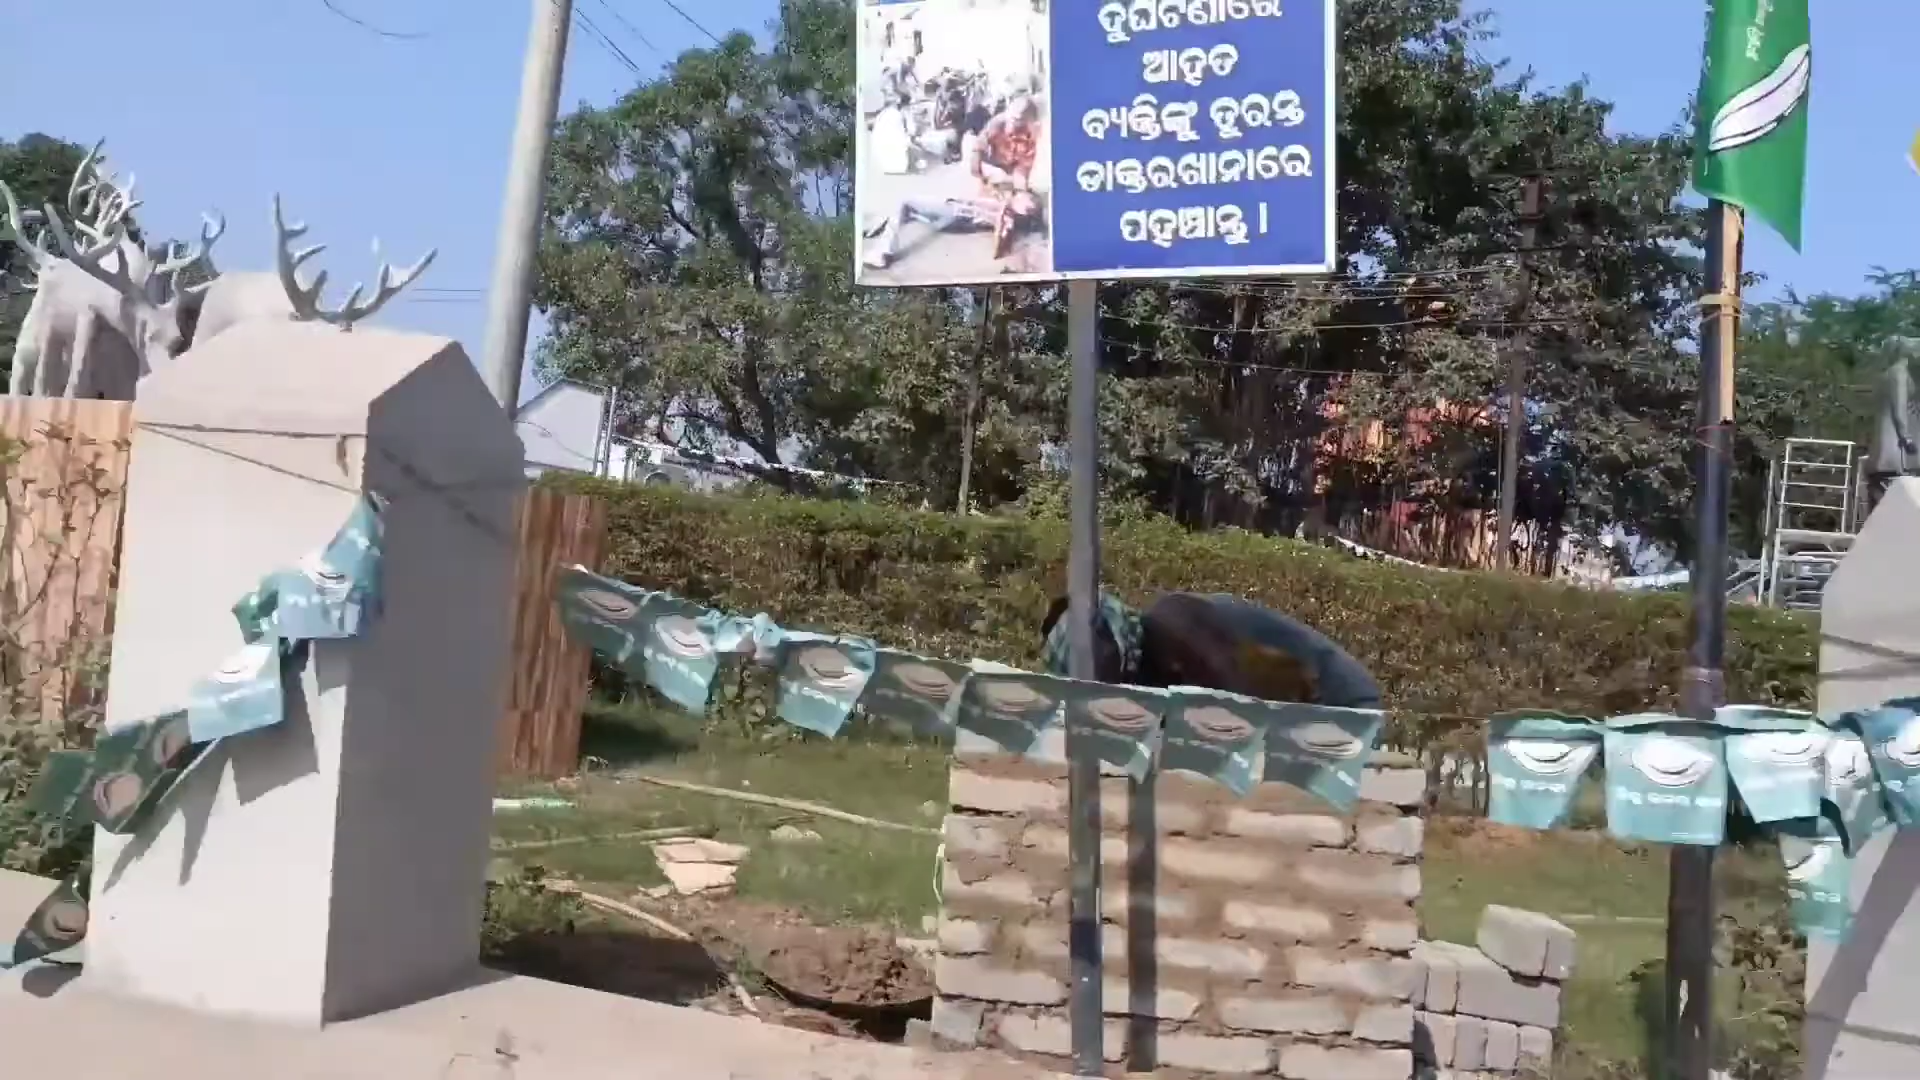 ଦୁର୍ଘଟଣାରେ
ଆହତ
ବ୍ୟକ୍ତିଙ୍କୁ ତୁରନ୍ତ
ଡାକ୍ତରଖାନାରେ
ପହଞ୍ଚାନ୍ତୁ ।